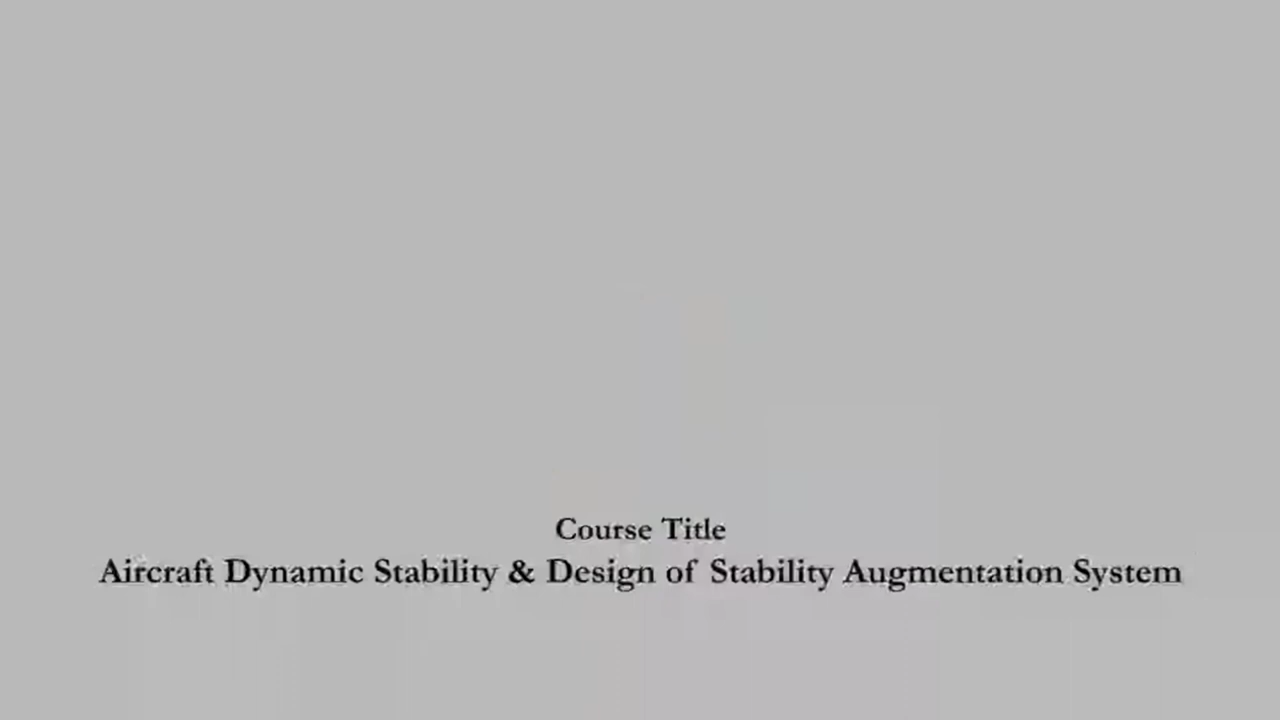 Course Title
Aircraft Dynamic Stability & Design of Stability Augmentation System